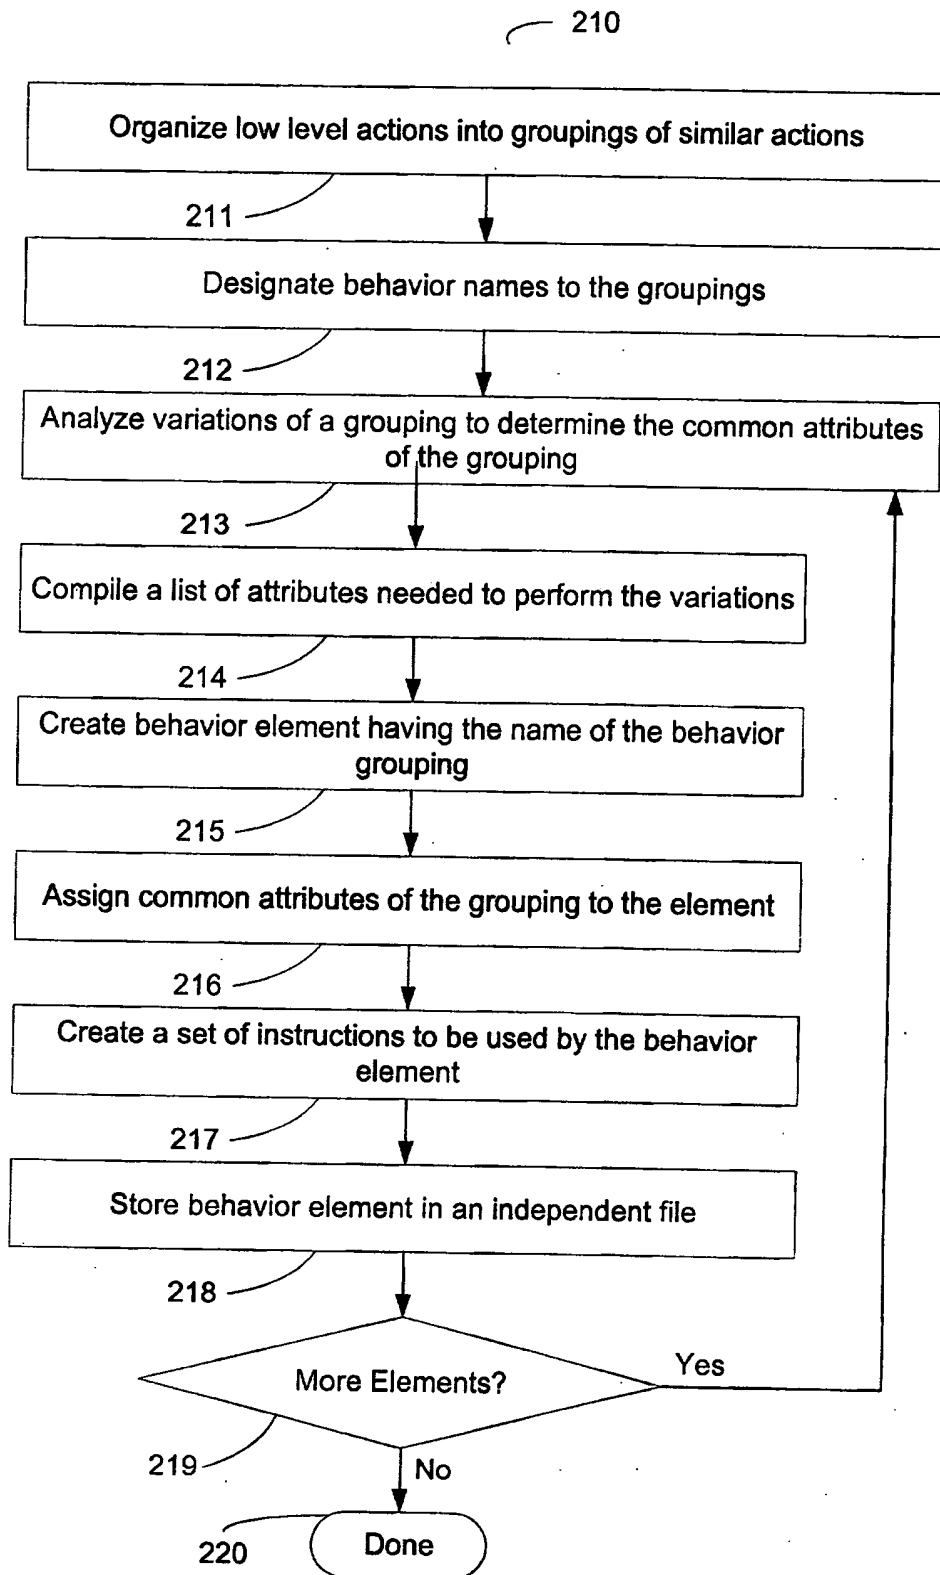 210
Organize low level actions into groupings of similar actions
211
Designate behavior names to the groupings
212
Analyze variations of a grouping to determine the common attributes
of the grouping
213
Compile a list of attributes needed to perform the variations
214
Create behavior element having the name of the behavior
grouping
215
Assign common attributes of the grouping to the element
216
Create a set of instructions to be used by the behavior
element
217
Store behavior element in an independent file
218
More Elements?
Yes
219
No
220
Done